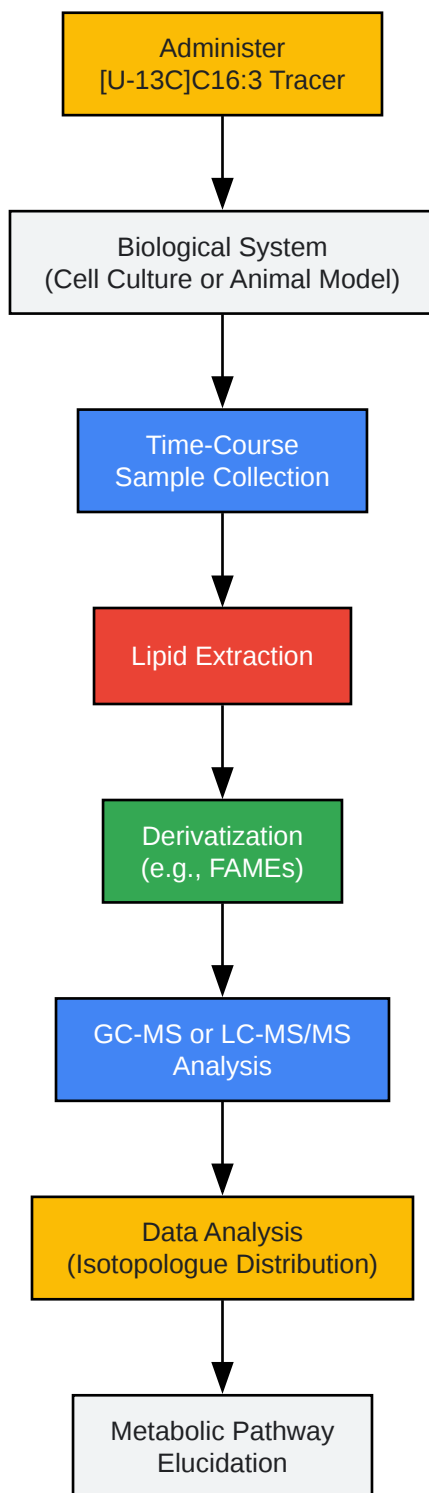 Administer
[U-13C]C16:3 Tracer
Biological System
(Cell Culture or Animal Model)
Time-Course
Sample Collection
Lipid Extraction
Derivatization
(e.g., FAMEs)
GC-MS or LC-MS/MS
Analysis
Data Analysis
(Isotopologue Distribution)
Metabolic Pathway
Elucidation